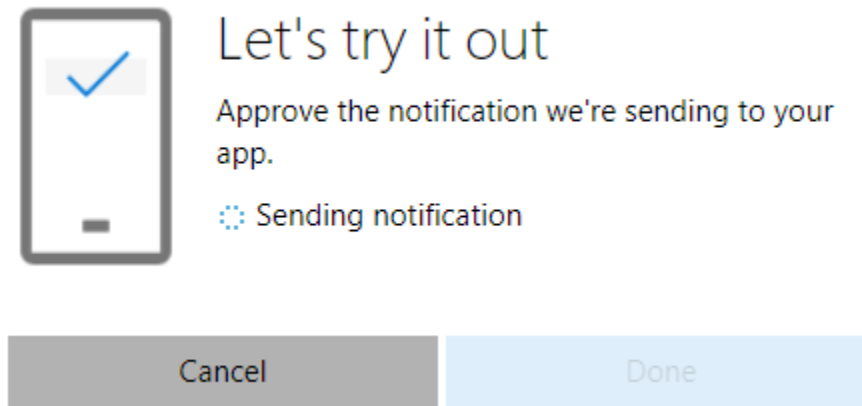 Let's try it out
Approve the notification we're sending to your
app.
Sending notification
Cancel
Done